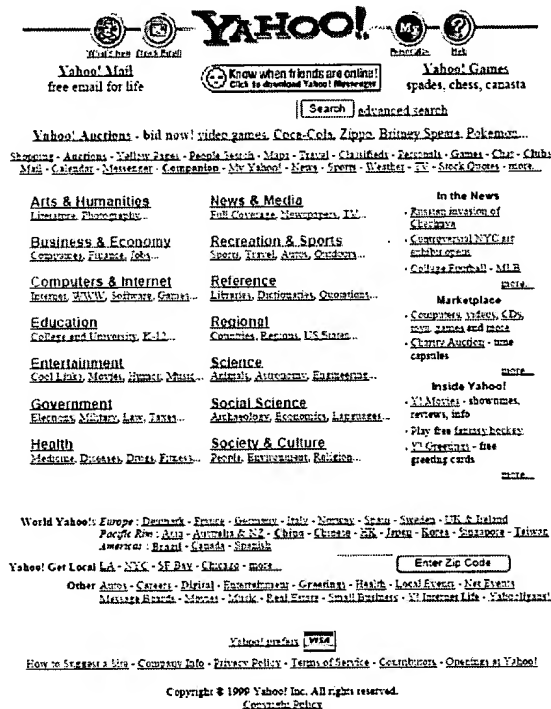 YAHOO!
What's New Check Email
Personalize Help
Yahoo! Mail
free email for life
Know when friends are online!
Click to download Yahoo! Messenger
Yahoo! Games
spades, chess, canasta
Search advanced search
Yahoo! Auctions - bid now! video games, Coca-Cola, Zippo, Britney Spears, Pokemon...
Shopping - Auctions - Yellow Pages - People Search - Maps - Travel - Classifieds - Personals - Games - Chat - Clubs
Mail - Calendar - Messenger - Companion - My Yahoo! - News - Sports - Weather - TV - Stock Quotes - more...
Arts & Humanities
Literature, Photography...
Business & Economy
Companies, Finance, Jobs...
Computers & Internet
Internet, WWW, Software, Games...
Education
College and University, K-12...
Entertainment
Cool Links, Movies, Humor, Music...
Government
Elections, Military, Law, Taxes...
Health
Medicine, Diseases, Drugs, Fitness...
News & Media
Full Coverage, Newspapers, TV...
Recreation & Sports
Sports, Travel, Autos, Outdoors...
Reference
Libraries, Dictionaries, Quotations...
Regional
Countries, Regions, US States...
Science
Animals, Astronomy, Engineering...
Social Science
Archaeology, Economics, Languages...
Society & Culture
People, Environment, Religion...
In the News
· Russian invasion of
Chechnya
· Controversial NYC art
exhibit opens
· College Football - MLB
more...
Marketplace
· Computers, videos, CDs,
toys, games and more
· Charity Auction - time
capsules
more...
Inside Yahoo!
· Y! Movies - showtimes,
reviews, info
· Play free fantasy hockey
· Y! Greetings - free
greeting cards
more...
World Yahoo!s Europe : Denmark - France - Germany - Italy - Norway - Spain - Sweden - UK & Ireland
Pacific Rim : Asia - Australia & NZ - China - Chinese - HK - Japan - Korea - Singapore - Taiwan
Americas : Brazil - Canada - Spanish
Yahoo! Get Local LA - NYC - SF Bay - Chicago - more... Enter Zip Code
Other Autos - Careers - Digital - Entertainment - Greetings - Health - Local Events - Net Events
Message Boards - Movies - Music - Real Estate - Small Business - Y! Internet Life - Yahooligans!
Yahoo! prefers VISA
How to Suggest a Site - Company Info - Privacy Policy - Terms of Service - Contributors - Openings at Yahoo!
Copyright © 1999 Yahoo! Inc. All rights reserved.
Copyright Policy